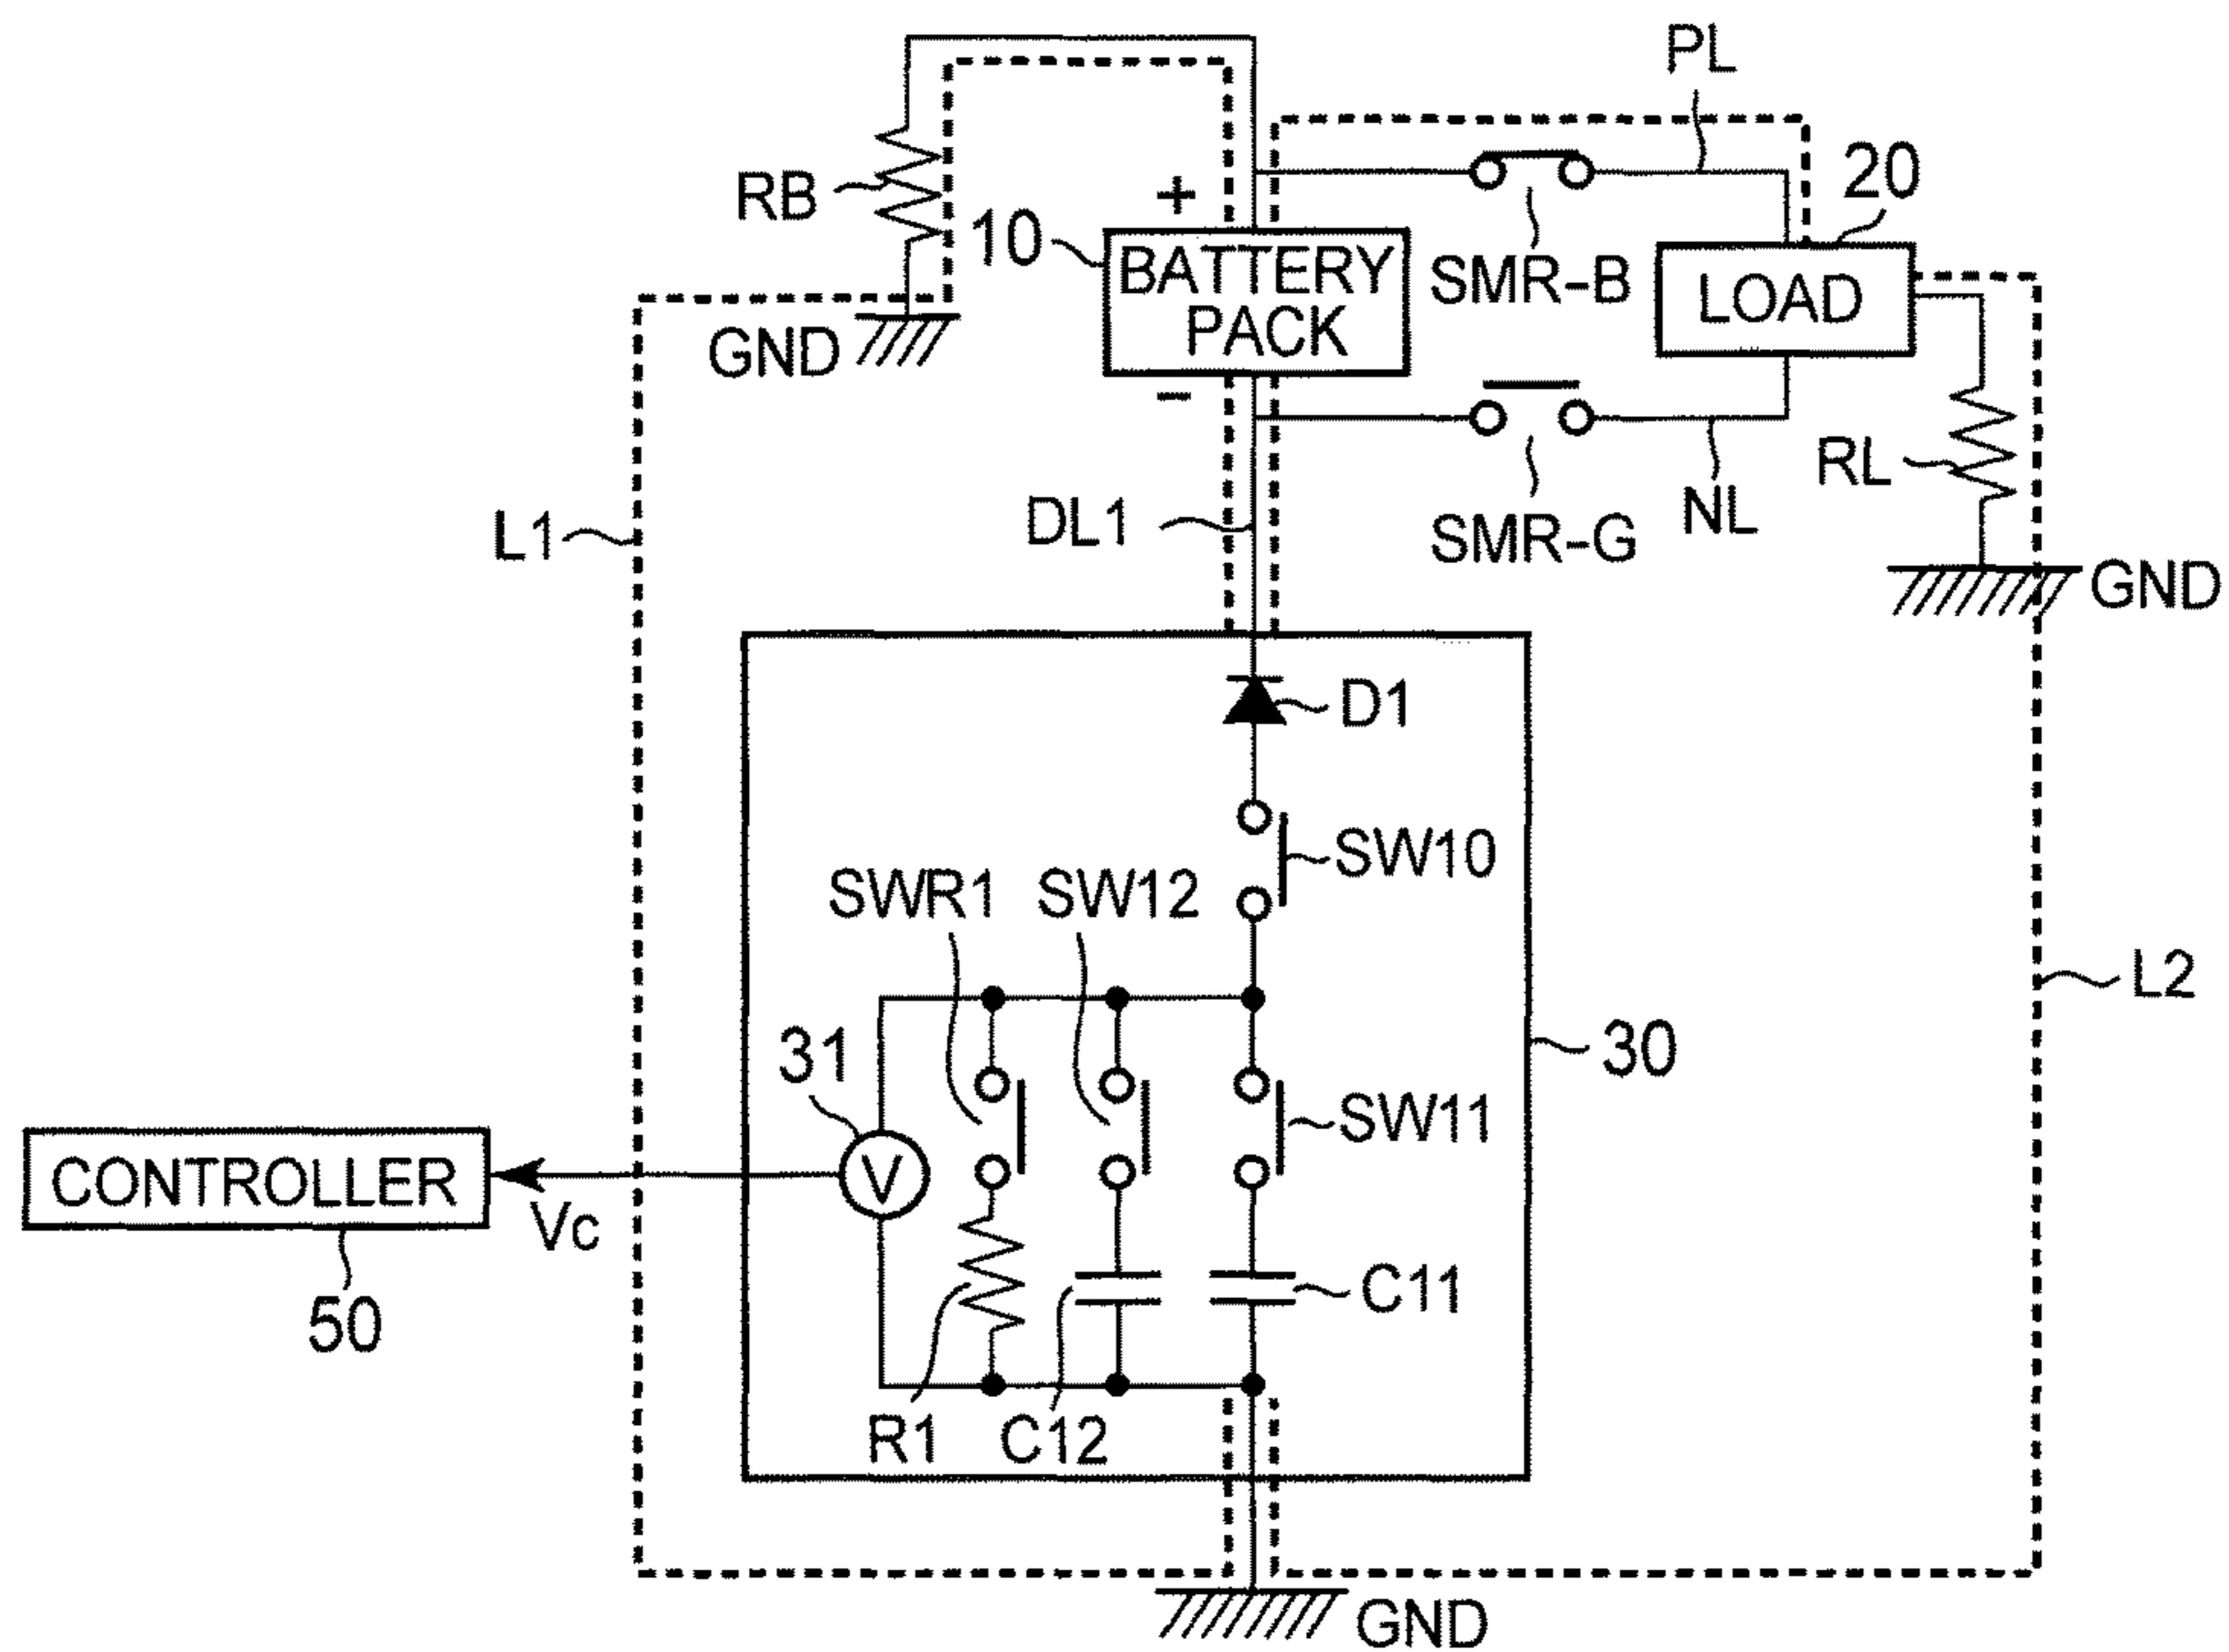 PL
20
RB
+
10
BATTERY
PACK
SMR-B
LOAD
GND
−
RL
L1
DL1
SMR-G
NL
GND
D1
SW10
SWR1
SW12
L2
31
30
SW11
CONTROLLER
V
Vc
C11
50
R1
C12
GND